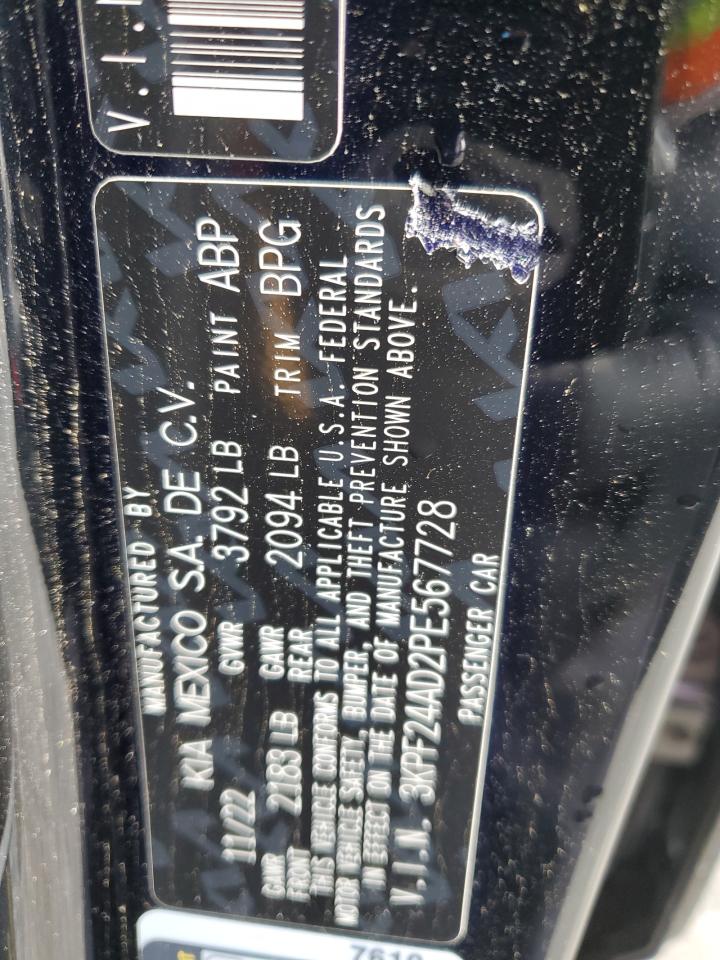 V.I.
MANUFACTURED BY
KIA MEXICO S.A. DE C.V.
11/22 GVWR 3792 LB PAINT ABP
GAWR FRONT 2183 LB GAWR REAR 2094 LB TRIM BPG
THIS VEHICLE CONFORMS TO ALL APPLICABLE U.S.A. FEDERAL
MOTOR VEHICLE SAFETY, BUMPER, AND THEFT PREVENTION STANDARDS
IN EFFECT ON THE DATE OF MANUFACTURE SHOWN ABOVE.
V.I.N. 3KPF24AD2PE567728
PASSENGER CAR
7610